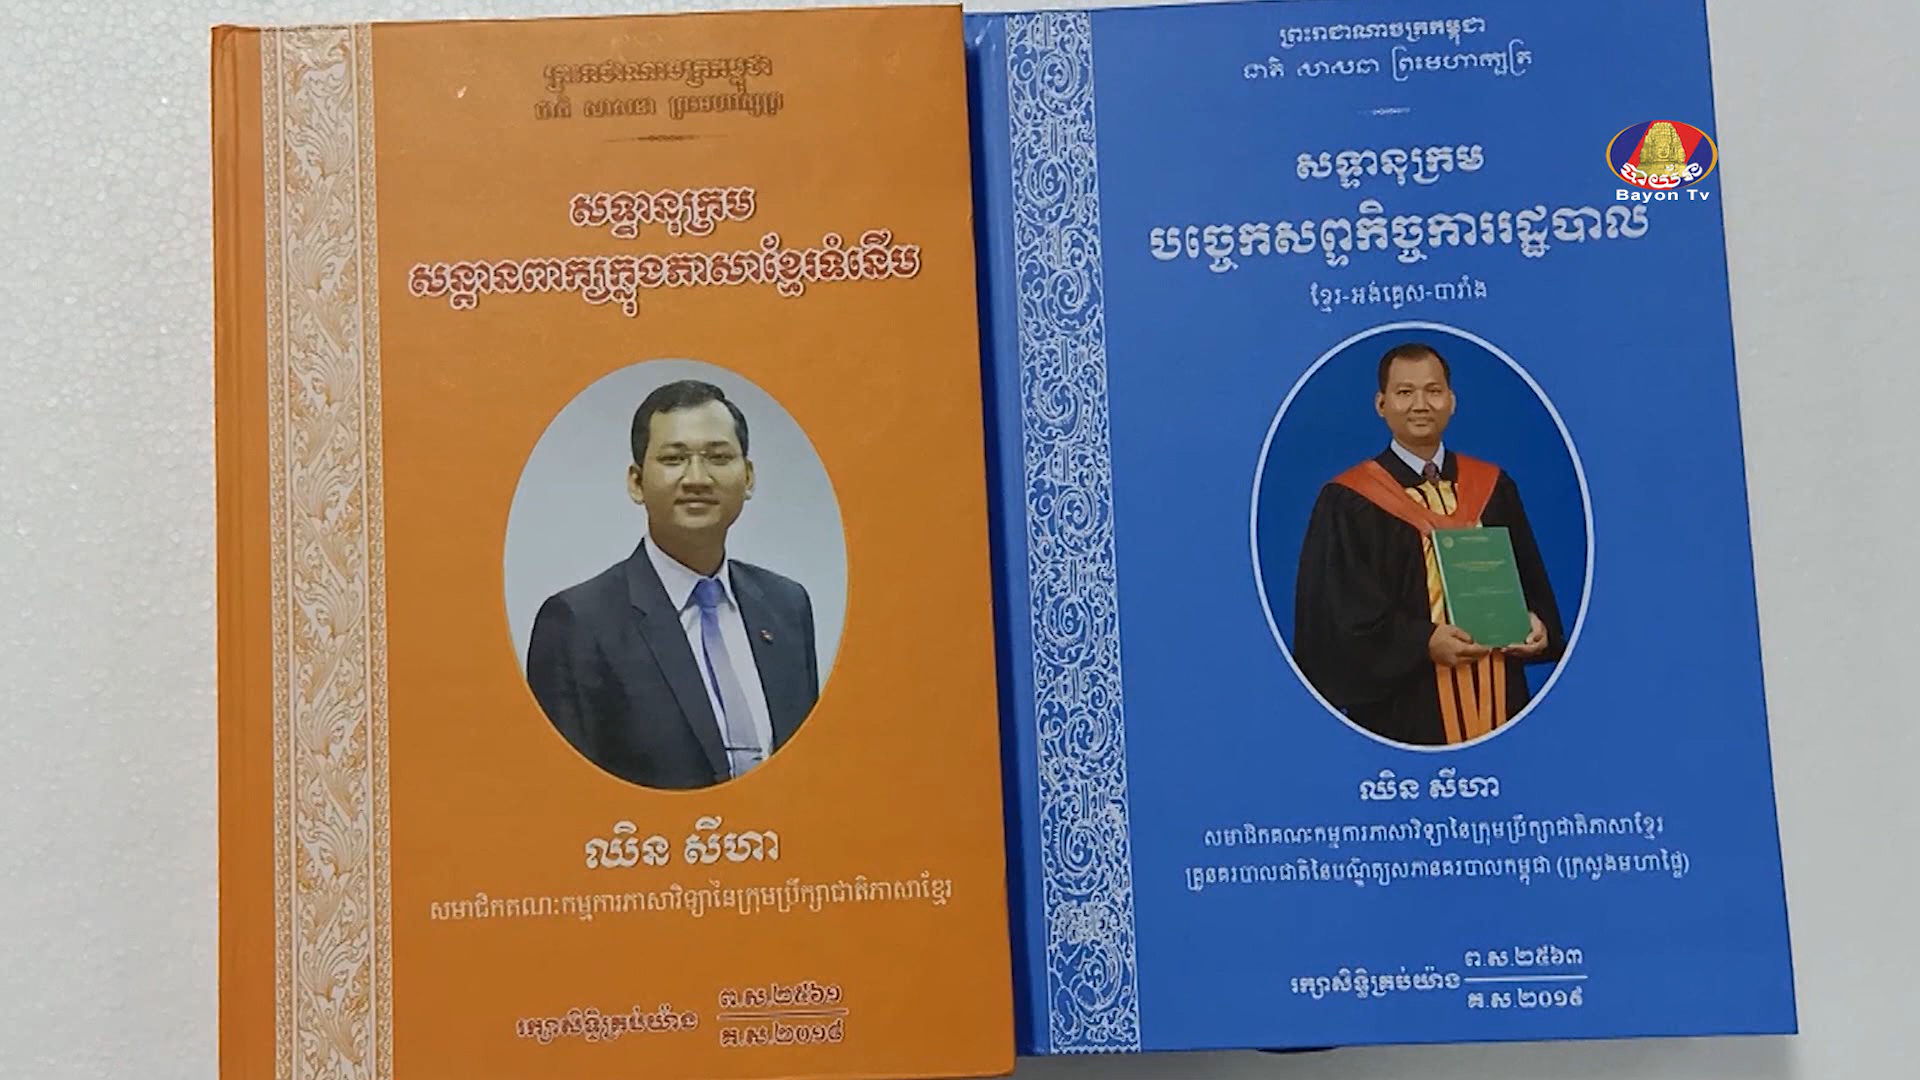 ព្រះរាជាណាចក្រកម្ពុជា
ជាតិ សាសនា ព្រះមហាក្សត្រ
សទ្ទានុក្រម
សន្តានពាក្យក្នុងភាសាខ្មែរទំនើប
ឈិន សីហា
សមាជិកគណៈកម្មការភាសាវិទ្យានៃក្រុមប្រឹក្សាជាតិភាសាខ្មែរ
រក្សាសិទ្ធិគ្រប់យ៉ាង
ព.ស.២៥៦១
គ.ស.២០១៨
ព្រះរាជាណាចក្រកម្ពុជា
ជាតិ សាសនា ព្រះមហាក្សត្រ
សទ្ទានុក្រម
បច្ចេកសព្ទកិច្ចការរដ្ឋបាល
ខ្មែរ-អង់គ្លេស-បារាំង
ឈិន សីហា
សមាជិកគណៈកម្មការភាសាវិទ្យានៃក្រុមប្រឹក្សាជាតិភាសាខ្មែរ
គ្រូនគរបាលជាតិនៃបណ្ឌិត្យសភានគរបាលកម្ពុជា (ក្រសួងមហាផ្ទៃ)
រក្សាសិទ្ធិគ្រប់យ៉ាង
ព.ស.២៥៦៣
គ.ស.២០១៩
បាយ័ន
Bayon Tv